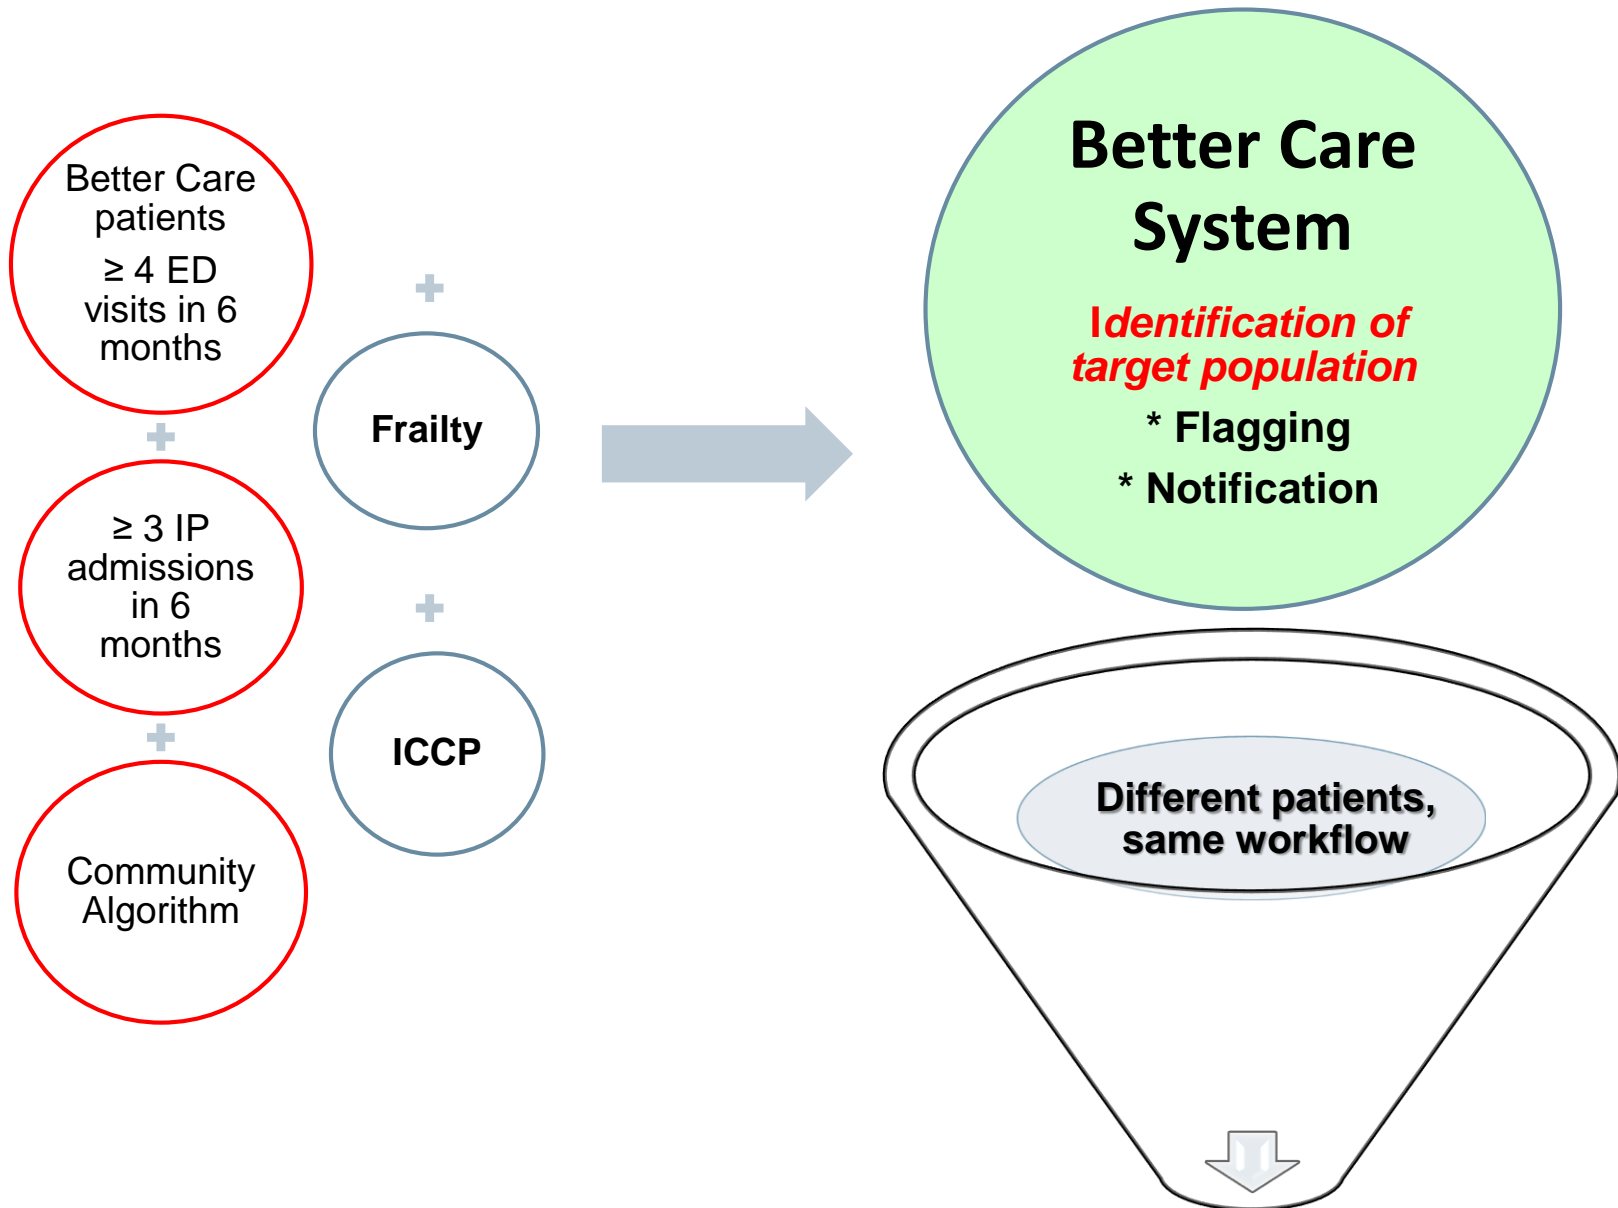 Better Care
patients
≥ 4 ED
visits in 6
months
≥ 3 IP
admissions
in 6
months
Community
Algorithm
Frailty
ICCP
Better Care
System
Identification of
target population
* Flagging
* Notification
Different patients,
same workflow